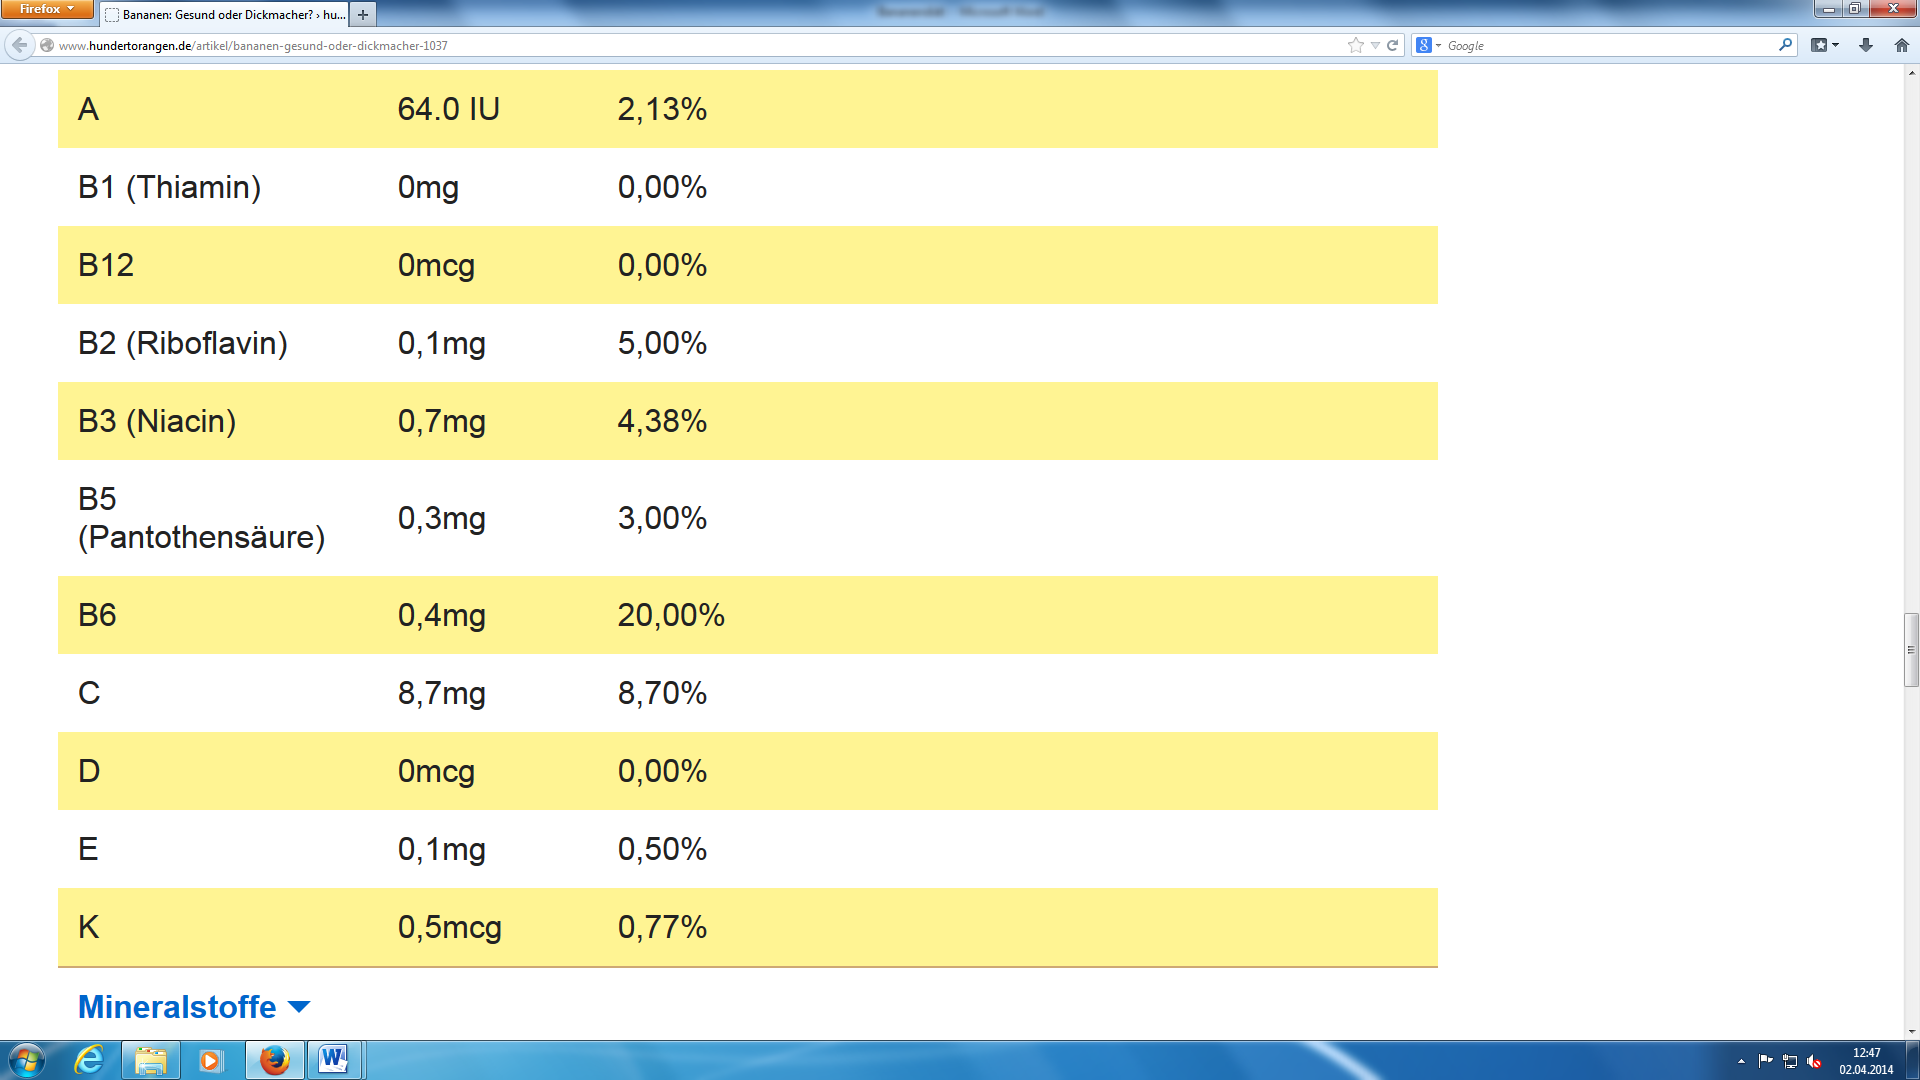 Firefox
Bananen: Gesund oder Dickmacher? › hu...
www.hundertorangen.de/artikel/bananen-gesund-oder-dickmacher-1037
Google
A 64.0 IU 2,13%
B1 (Thiamin) 0mg 0,00%
B12 0mcg 0,00%
B2 (Riboflavin) 0,1mg 5,00%
B3 (Niacin) 0,7mg 4,38%
B5
(Pantothensäure) 0,3mg 3,00%
B6 0,4mg 20,00%
C 8,7mg 8,70%
D 0mcg 0,00%
E 0,1mg 0,50%
K 0,5mcg 0,77%
Mineralstoffe
12:47
02.04.2014